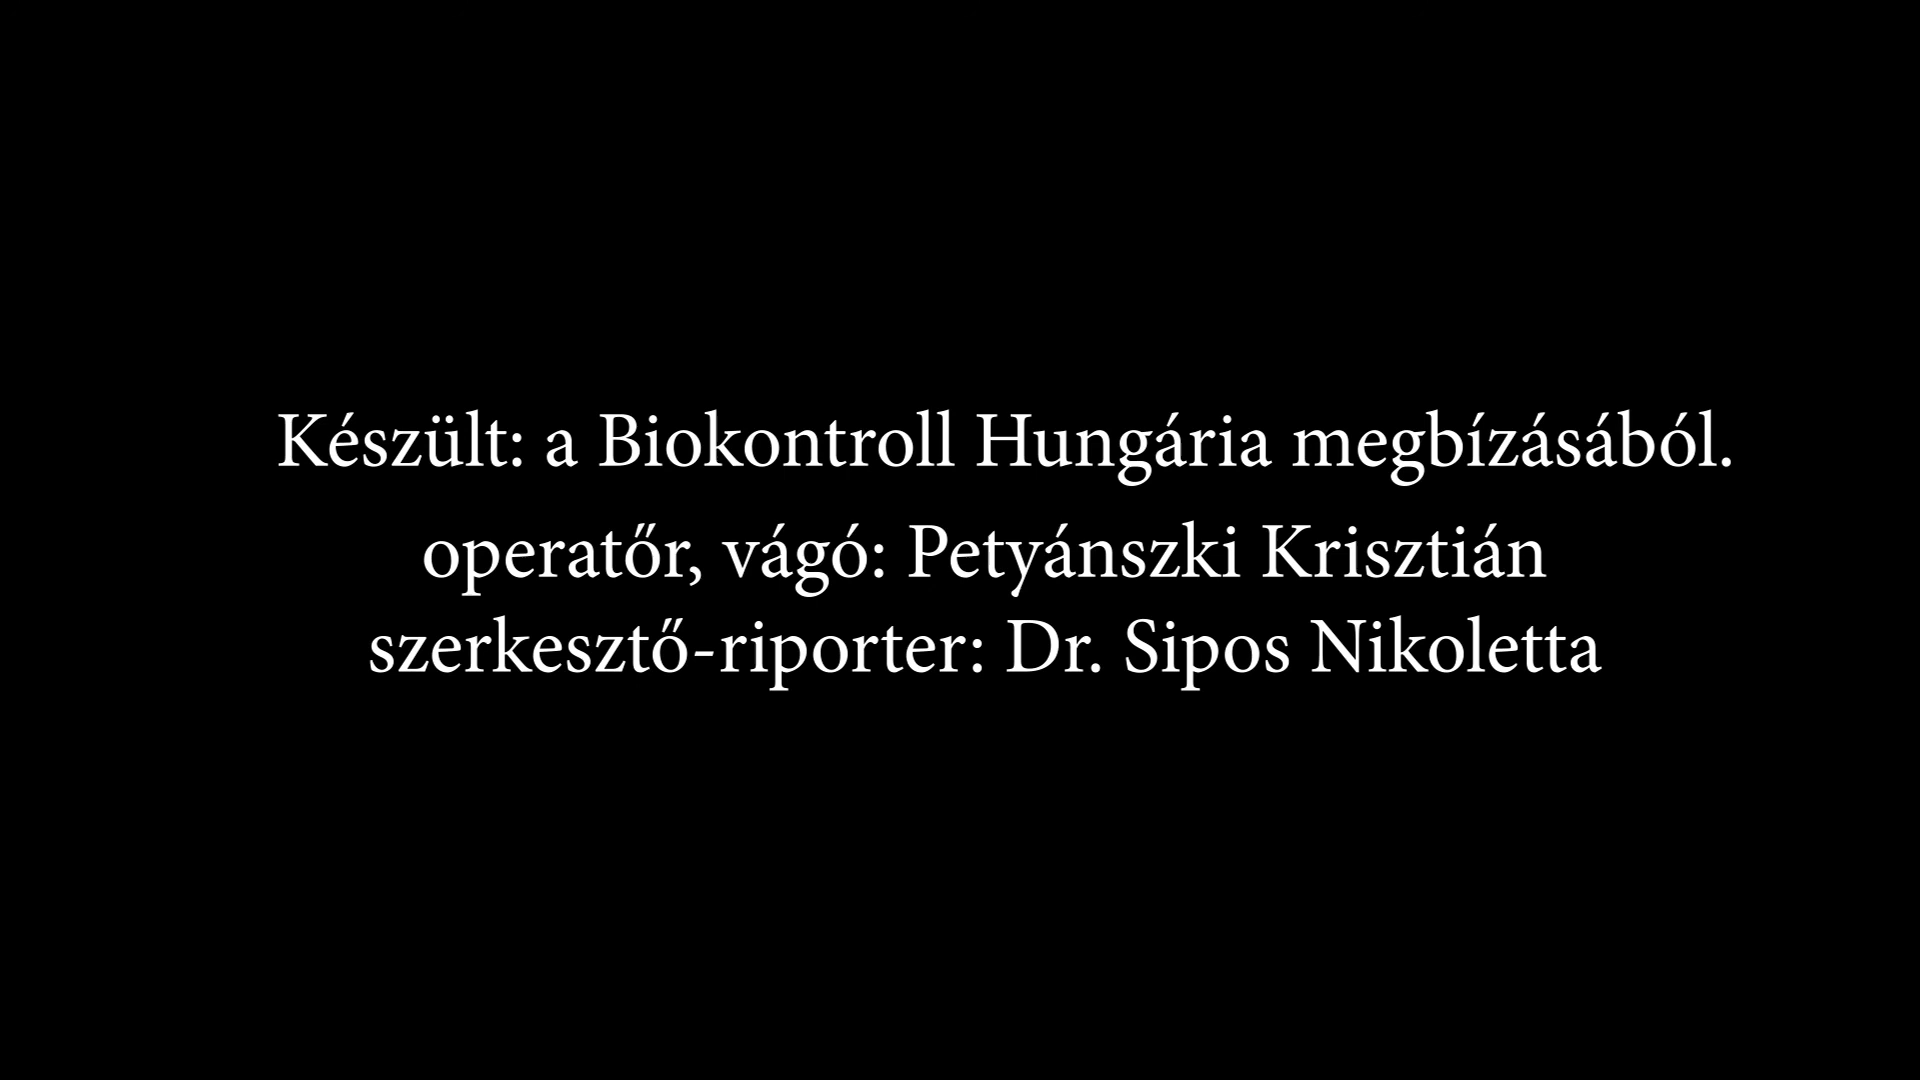 Készült: a Biokontroll Hungária megbízásából.
operatőr, vágó: Petyánszki Krisztián
szerkesztő-riporter: Dr. Sipos Nikoletta